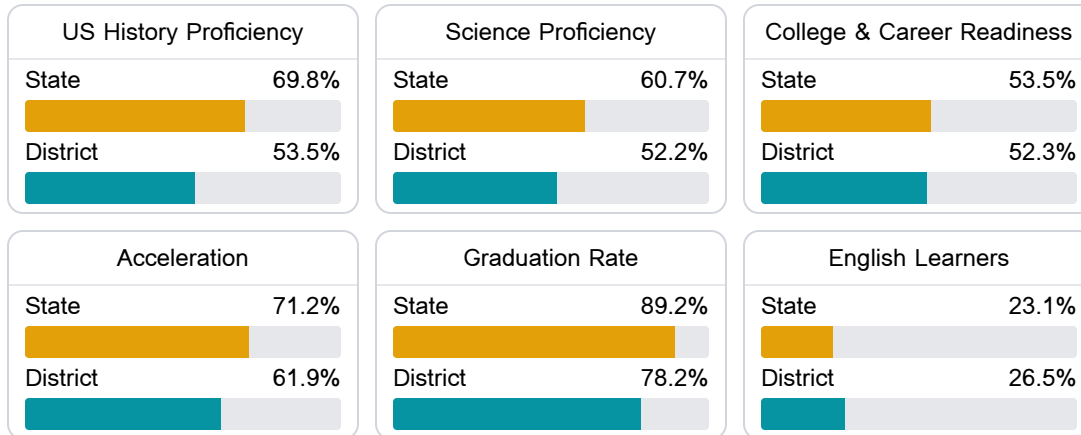 US History Proficiency
State 69.8%
District 53.5%
Science Proficiency
State 60.7%
District 52.2%
College & Career Readiness
State 53.5%
District 52.3%
Acceleration
State 71.2%
District 61.9%
Graduation Rate
State 89.2%
District 78.2%
English Learners
State 23.1%
District 26.5%